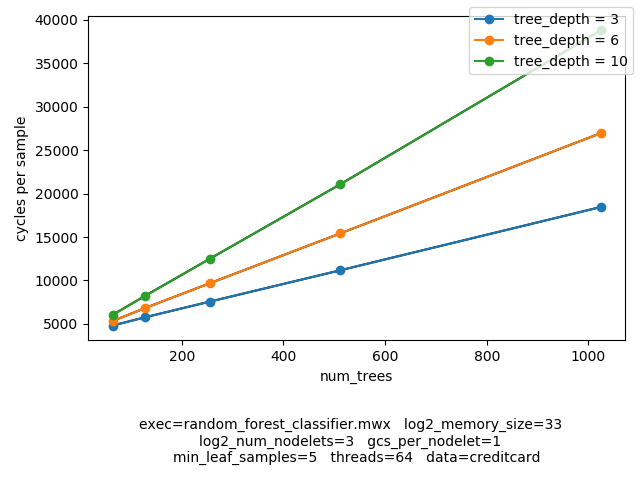 40000
35000
30000
25000
20000
15000
10000
5000
cycles per sample
tree_depth = 3
tree_depth = 6
tree_depth = 10
200
400
600
800
1000
num_trees
exec=random_forest_classifier.mwx log2_memory_size=33
log2_num_nodelets=3 gcs_per_nodelet=1
min_leaf_samples=5 threads=64 data=creditcard